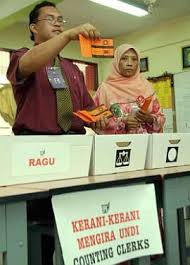 RAGU
KERANI-KERANI
MENGIRA UNDI
COUNTING CLERKS